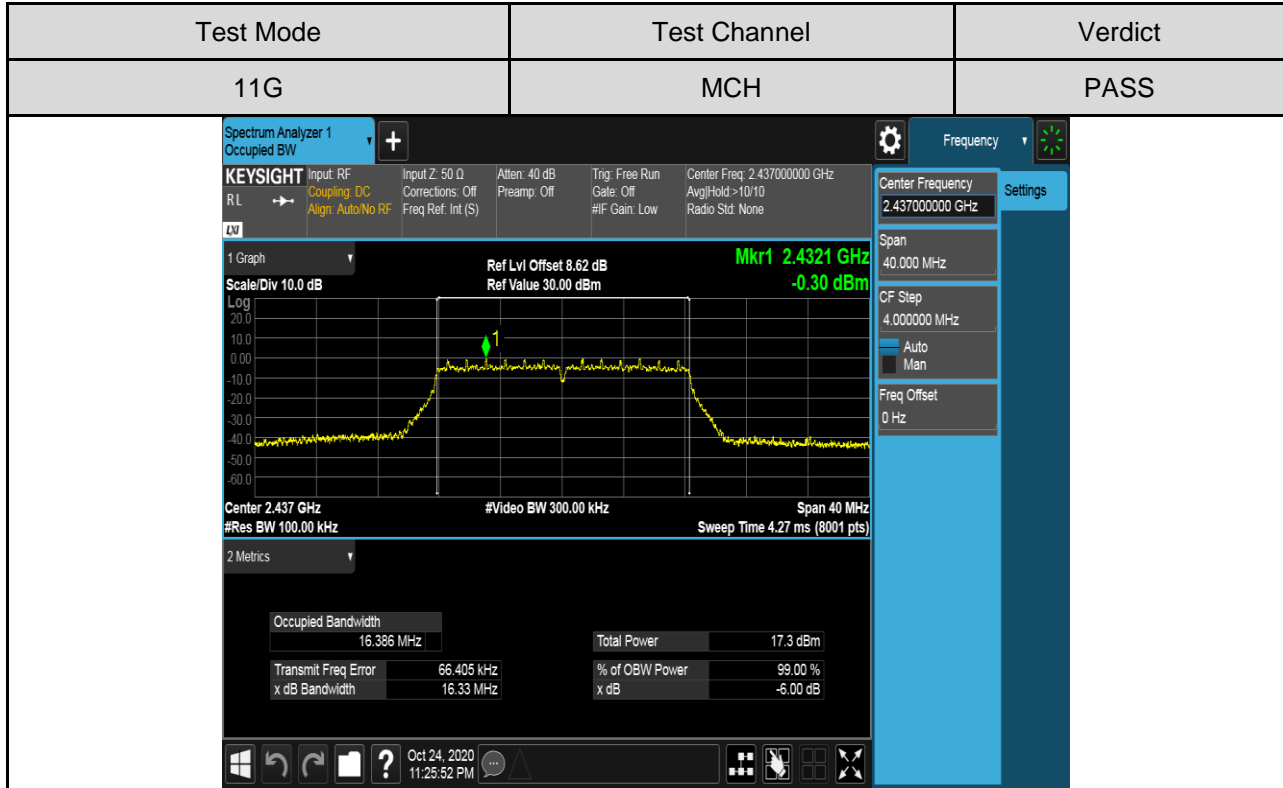 Test Mode Test Channel Verdict
11G MCH PASS
Spectrum Analyzer 1
Occupied BW
+
Frequency
KEYSIGHT Input: RF Input Z: 50 Ω Atten: 40 dB Trig: Free Run Center Freq: 2.437000000 GHz
Coupling: DC Corrections: Off Preamp: Off Gate: Off Avg|Hold:>10/10
RL Align: Auto/No RF Freq Ref: Int (S) #IF Gain: Low Radio Std: None
LXI
Center Frequency
2.437000000 GHz
Settings
Span
40.000 MHz
CF Step
4.000000 MHz
Auto
Man
Freq Offset
0 Hz
1 Graph
Ref Lvl Offset 8.62 dB
Mkr1 2.4321 GHz
Scale/Div 10.0 dB
Ref Value 30.00 dBm
-0.30 dBm
Log
20.0
10.0
1
0.00
-10.0
-20.0
-30.0
-40.0
-50.0
-60.0
Center 2.437 GHz #Video BW 300.00 kHz Span 40 MHz
#Res BW 100.00 kHz Sweep Time 4.27 ms (8001 pts)
2 Metrics
Occupied Bandwidth
16.386 MHz
Total Power 17.3 dBm
Transmit Freq Error 66.405 kHz
% of OBW Power 99.00 %
x dB Bandwidth 16.33 MHz
x dB -6.00 dB
?
Oct 24, 2020
11:25:52 PM